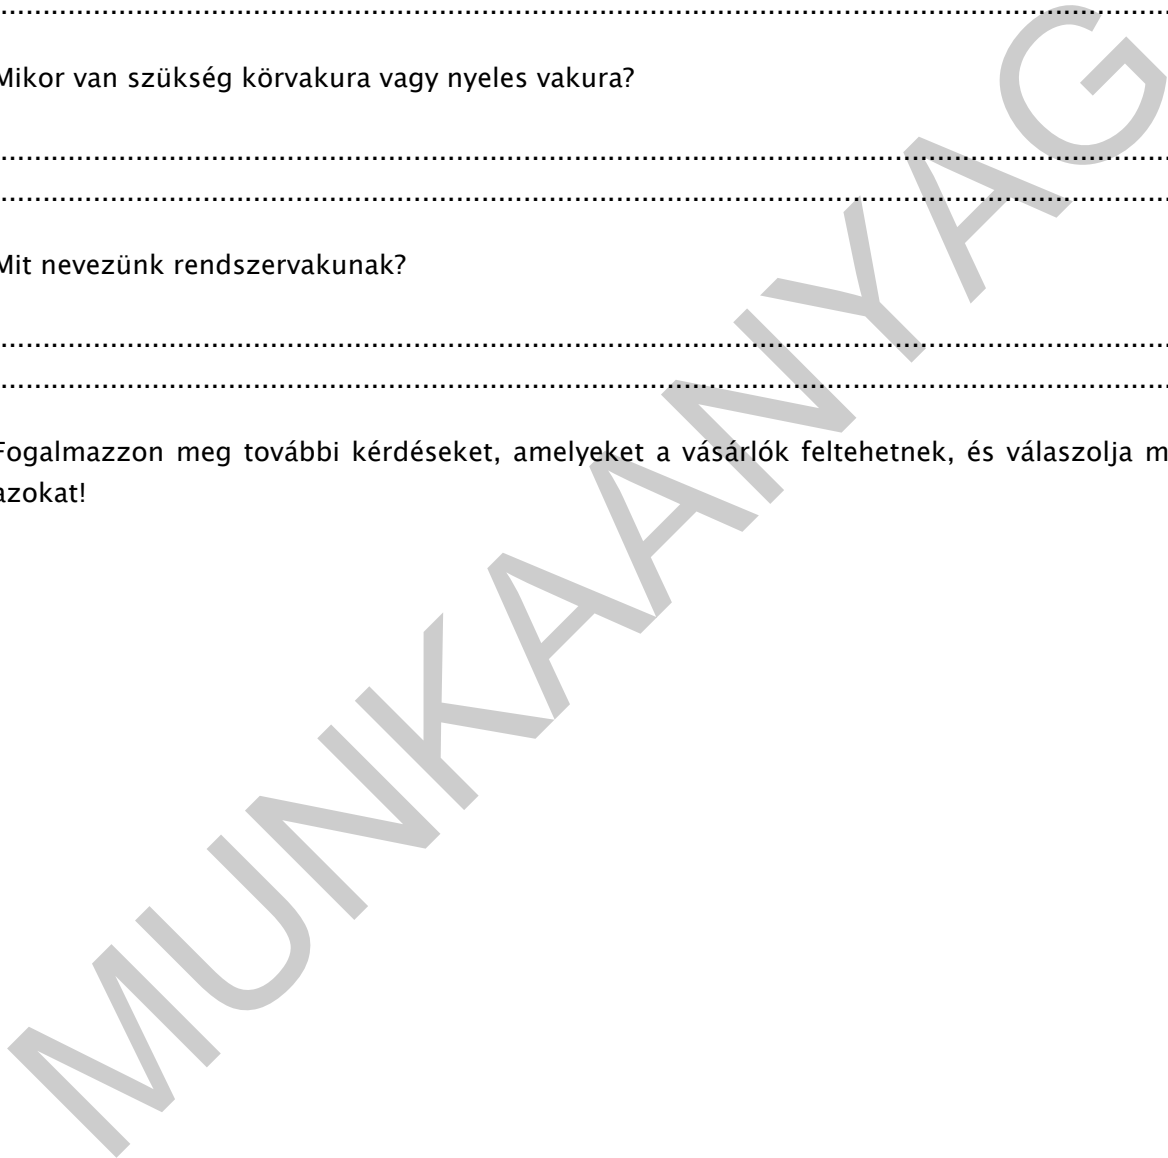 ................................................................................
Mikor van szükség körvakura vagy nyeles vakura?
................................................................................
................................................................................
Mit nevezünk rendszervakunak?
................................................................................
................................................................................
Fogalmazzon meg további kérdéseket, amelyeket a vásárlók feltehetnek, és válaszolja m
azokat!
MUNKAANYAG